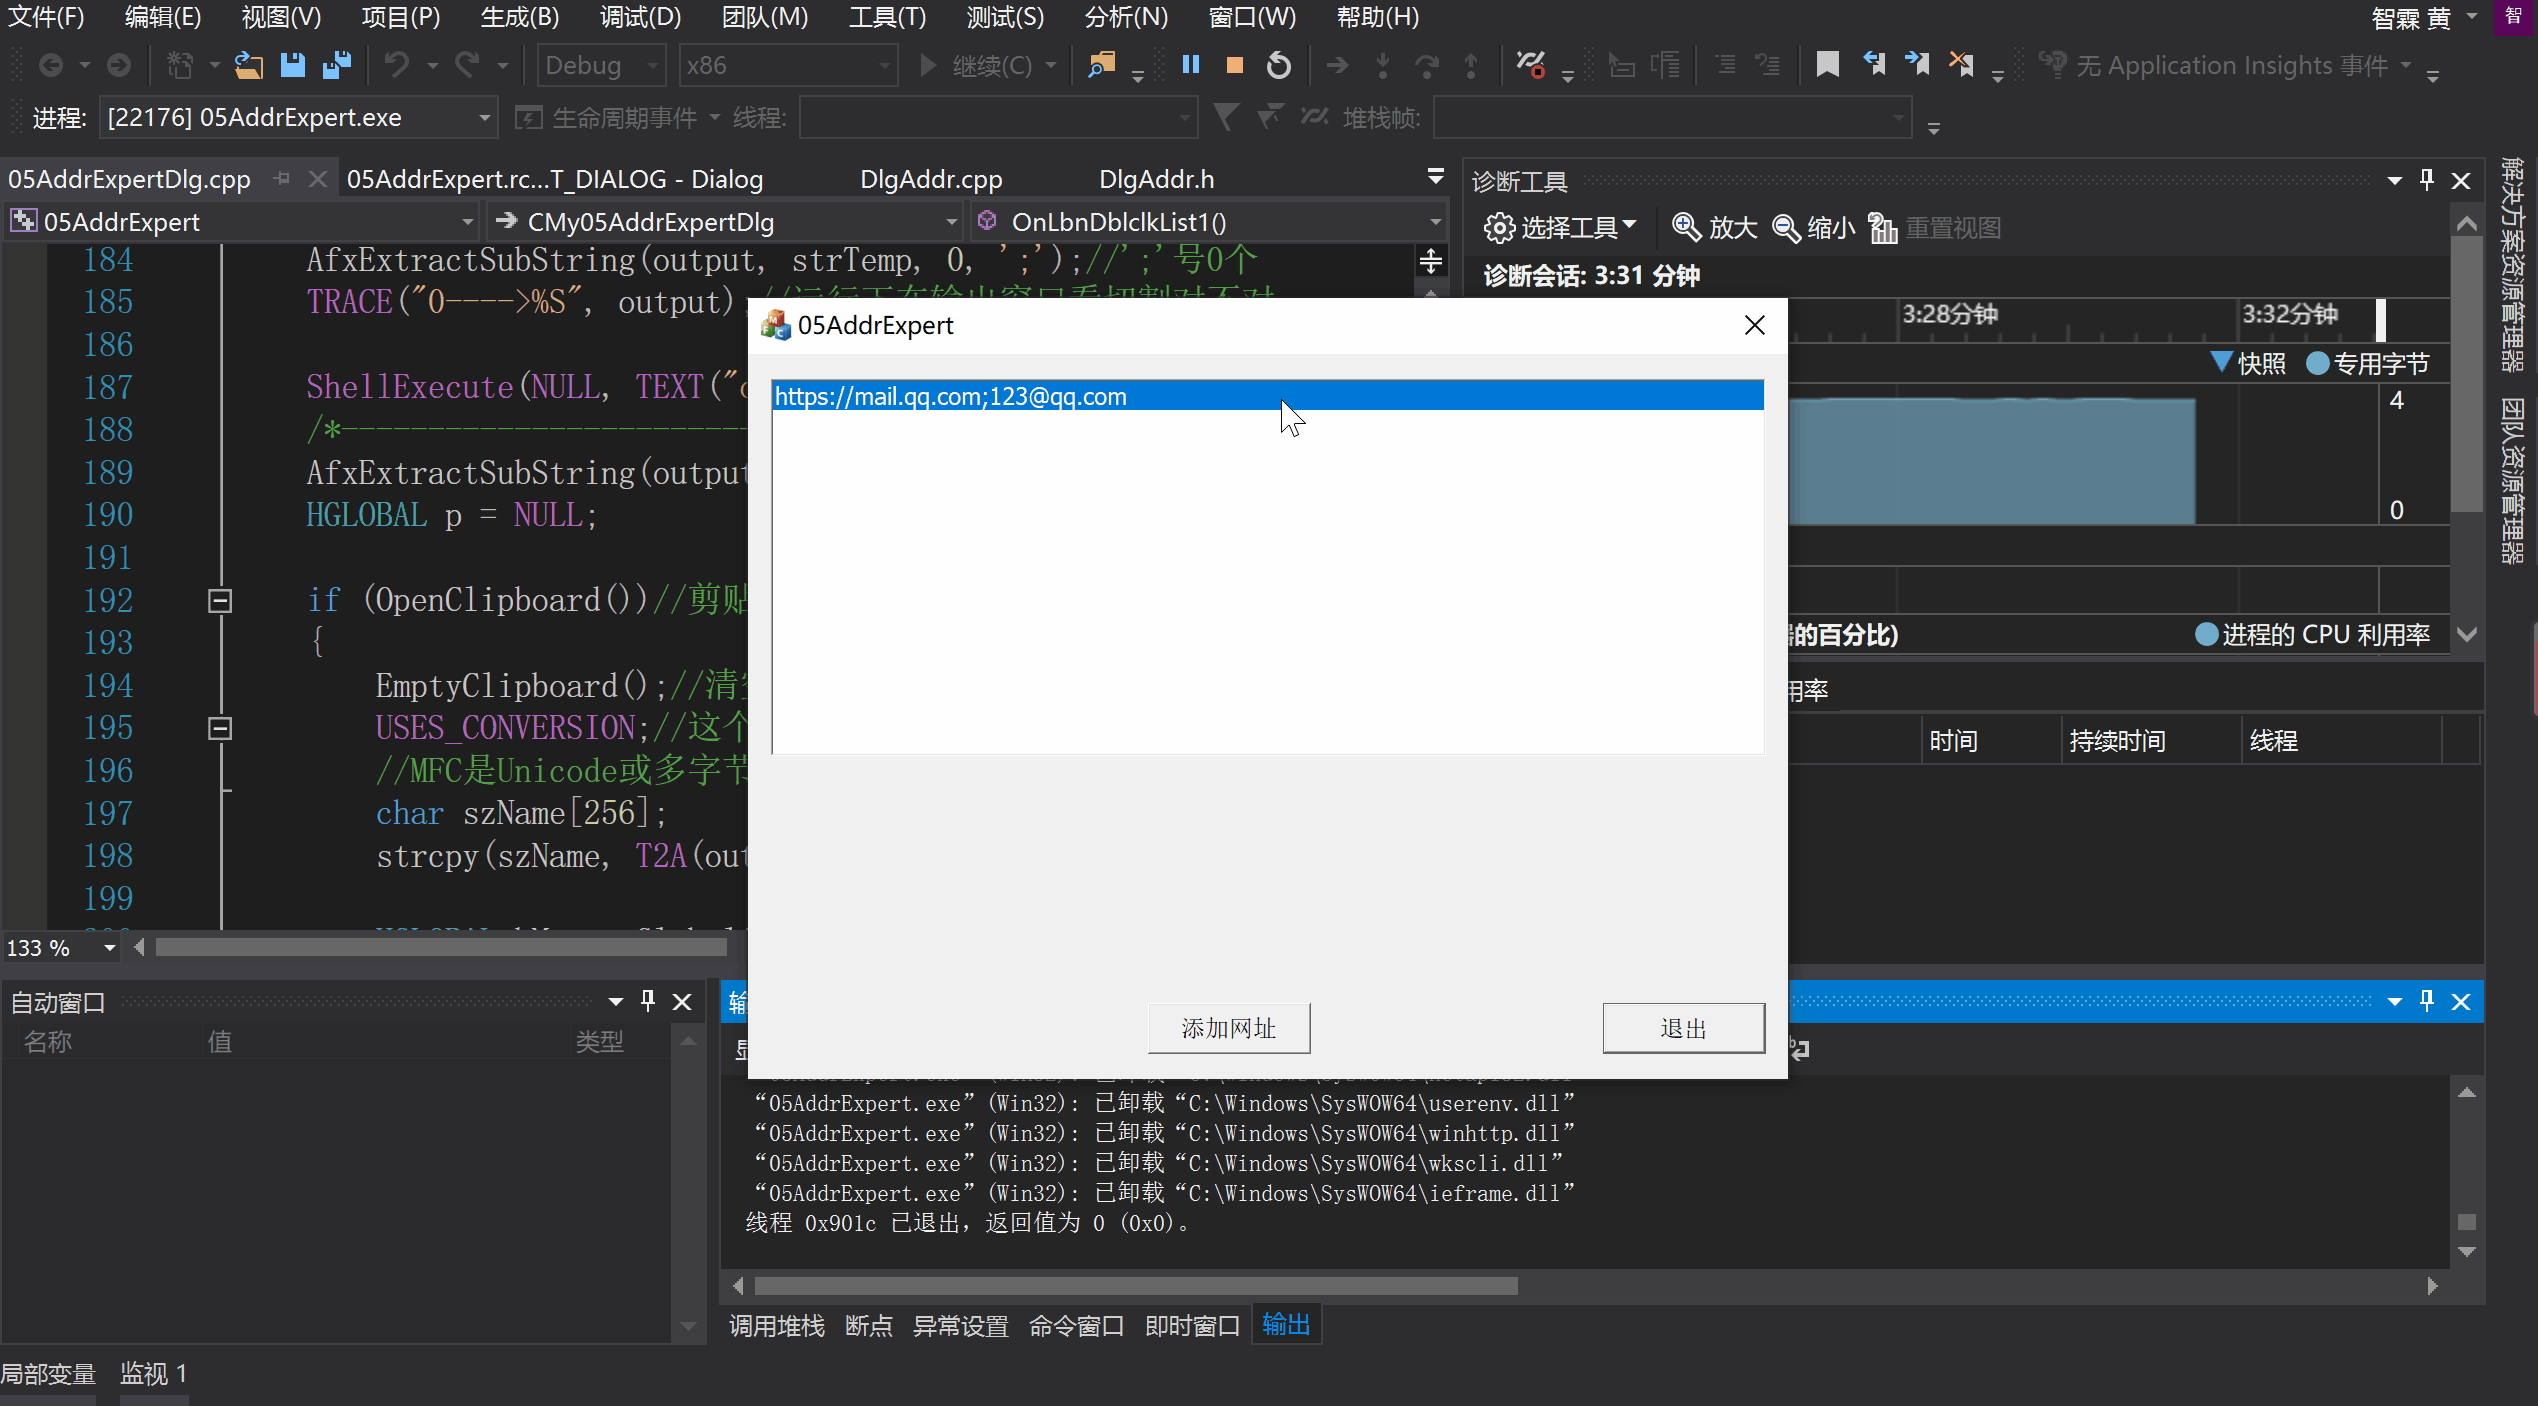 文件(F) 编辑(E) 视图(V) 项目(P) 生成(B) 调试(D) 团队(M) 工具(T) 测试(S) 分析(N) 窗口(W) 帮助(H) 智霖 黄 智
Debug x86 继续(C) 无 Application Insights 事件
进程: [22176] 05AddrExpert.exe 生命周期事件 线程: 堆栈帧:
05AddrExpertDlg.cpp 05AddrExpert.rc...T_DIALOG - Dialog DlgAddr.cpp DlgAddr.h
05AddrExpert CMy05AddrExpertDlg OnLbnDblclkList1()
184 AfxExtractSubString(output, strTemp, 0, ';');//';'号0个
185 TRACE("0---->%S", output);//运行正在输出窗口看切割对不对
186
187 ShellExecute(NULL, TEXT("o
188 /*------------------------
189 AfxExtractSubString(output
190 HGLOBAL p = NULL;
191
192 if (OpenClipboard())//剪贴
193 {
194 EmptyClipboard();//清空
195 USES_CONVERSION;//这个
196 //MFC是Unicode或多字节
197 char szName[256];
198 strcpy(szName, T2A(out
199
133 %
05AddrExpert
https://mail.qq.com;123@qq.com
添加网址 退出
诊断工具
选择工具 放大 缩小 重置视图
诊断会话: 3:31 分钟
3:28分钟 3:32分钟
快照 专用字节
4
0
的百分比) 进程的 CPU 利用率
用率
时间 持续时间 线程
解决方案资源管理器
团队资源管理器
自动窗口
名称 值 类型
“05AddrExpert.exe” (Win32): 已卸载 “C:\Windows\SysWOW64\userenv.dll”
“05AddrExpert.exe” (Win32): 已卸载 “C:\Windows\SysWOW64\winhttp.dll”
“05AddrExpert.exe” (Win32): 已卸载 “C:\Windows\SysWOW64\wkscli.dll”
“05AddrExpert.exe” (Win32): 已卸载 “C:\Windows\SysWOW64\ieframe.dll”
线程 0x901c 已退出，返回值为 0 (0x0)。
调用堆栈 断点 异常设置 命令窗口 即时窗口 输出
局部变量 监视 1